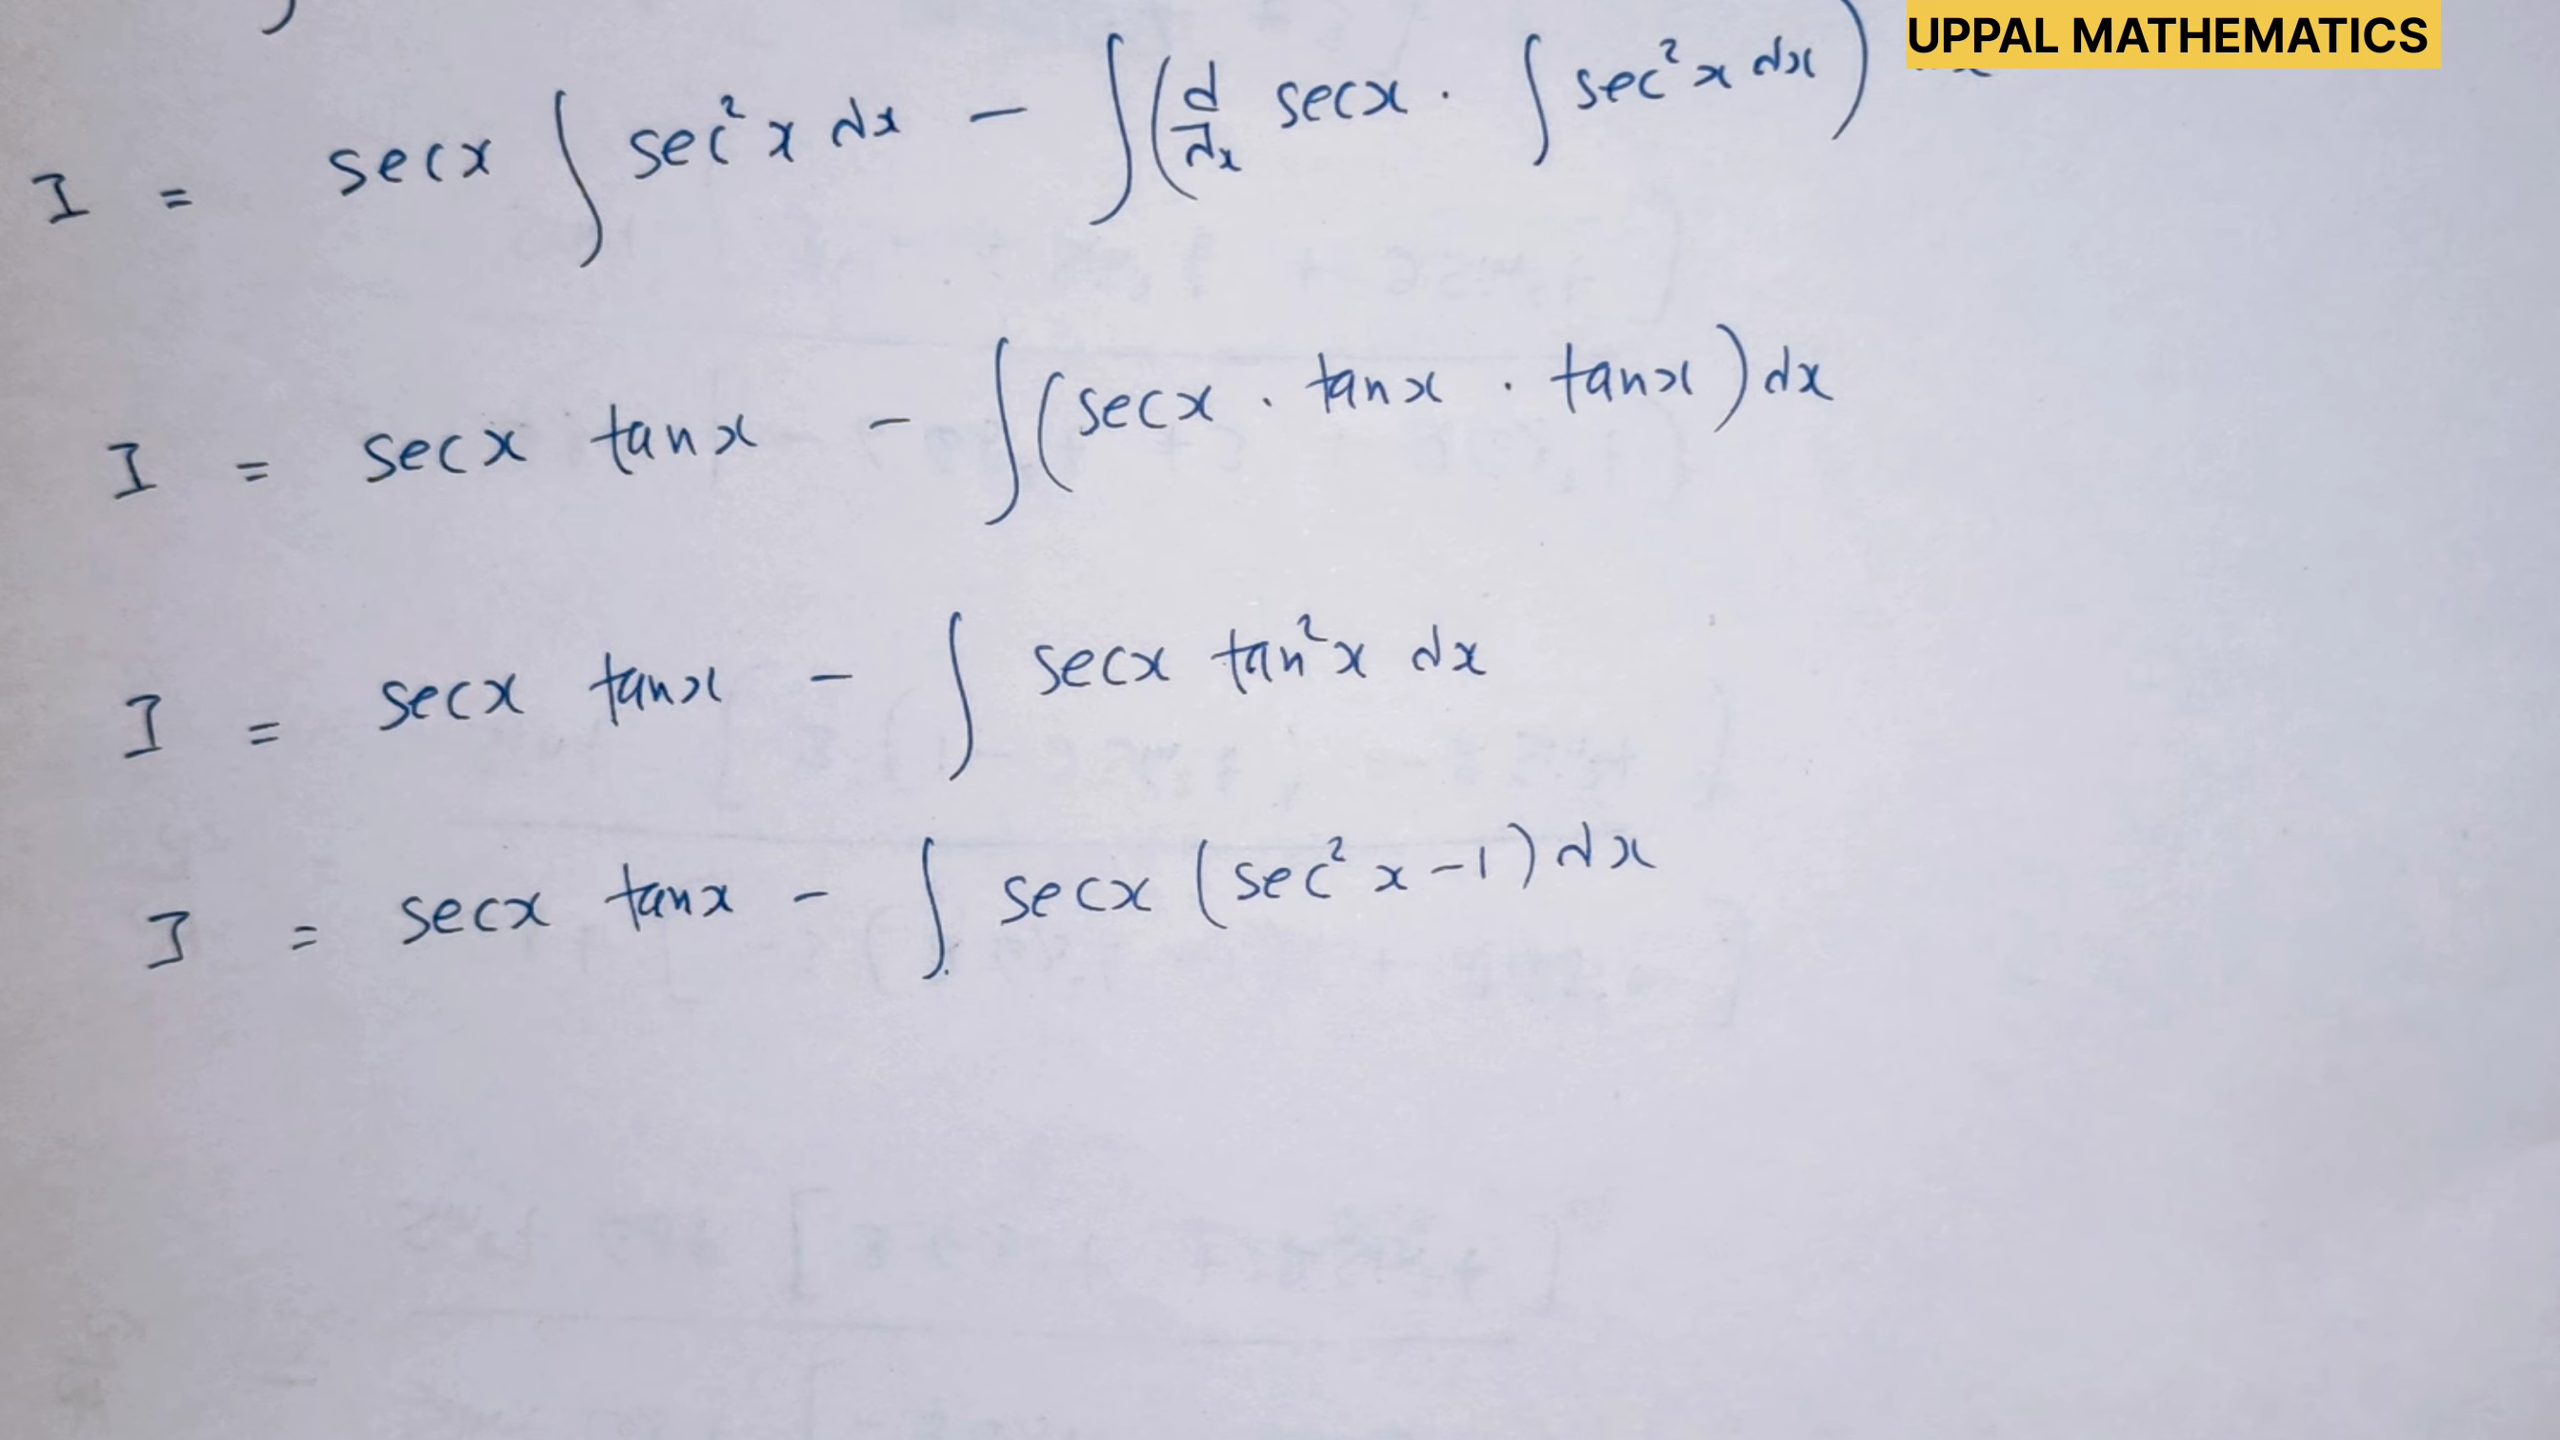 UPPAL MATHEMATICS
I = secx ∫ sec²x dx − ∫(d/dx secx · ∫ sec²x dx)
I = secx tanx − ∫(secx · tanx · tanx) dx
I = secx tanx − ∫ secx tan²x dx
I = secx tanx − ∫ secx (sec²x −1) dx